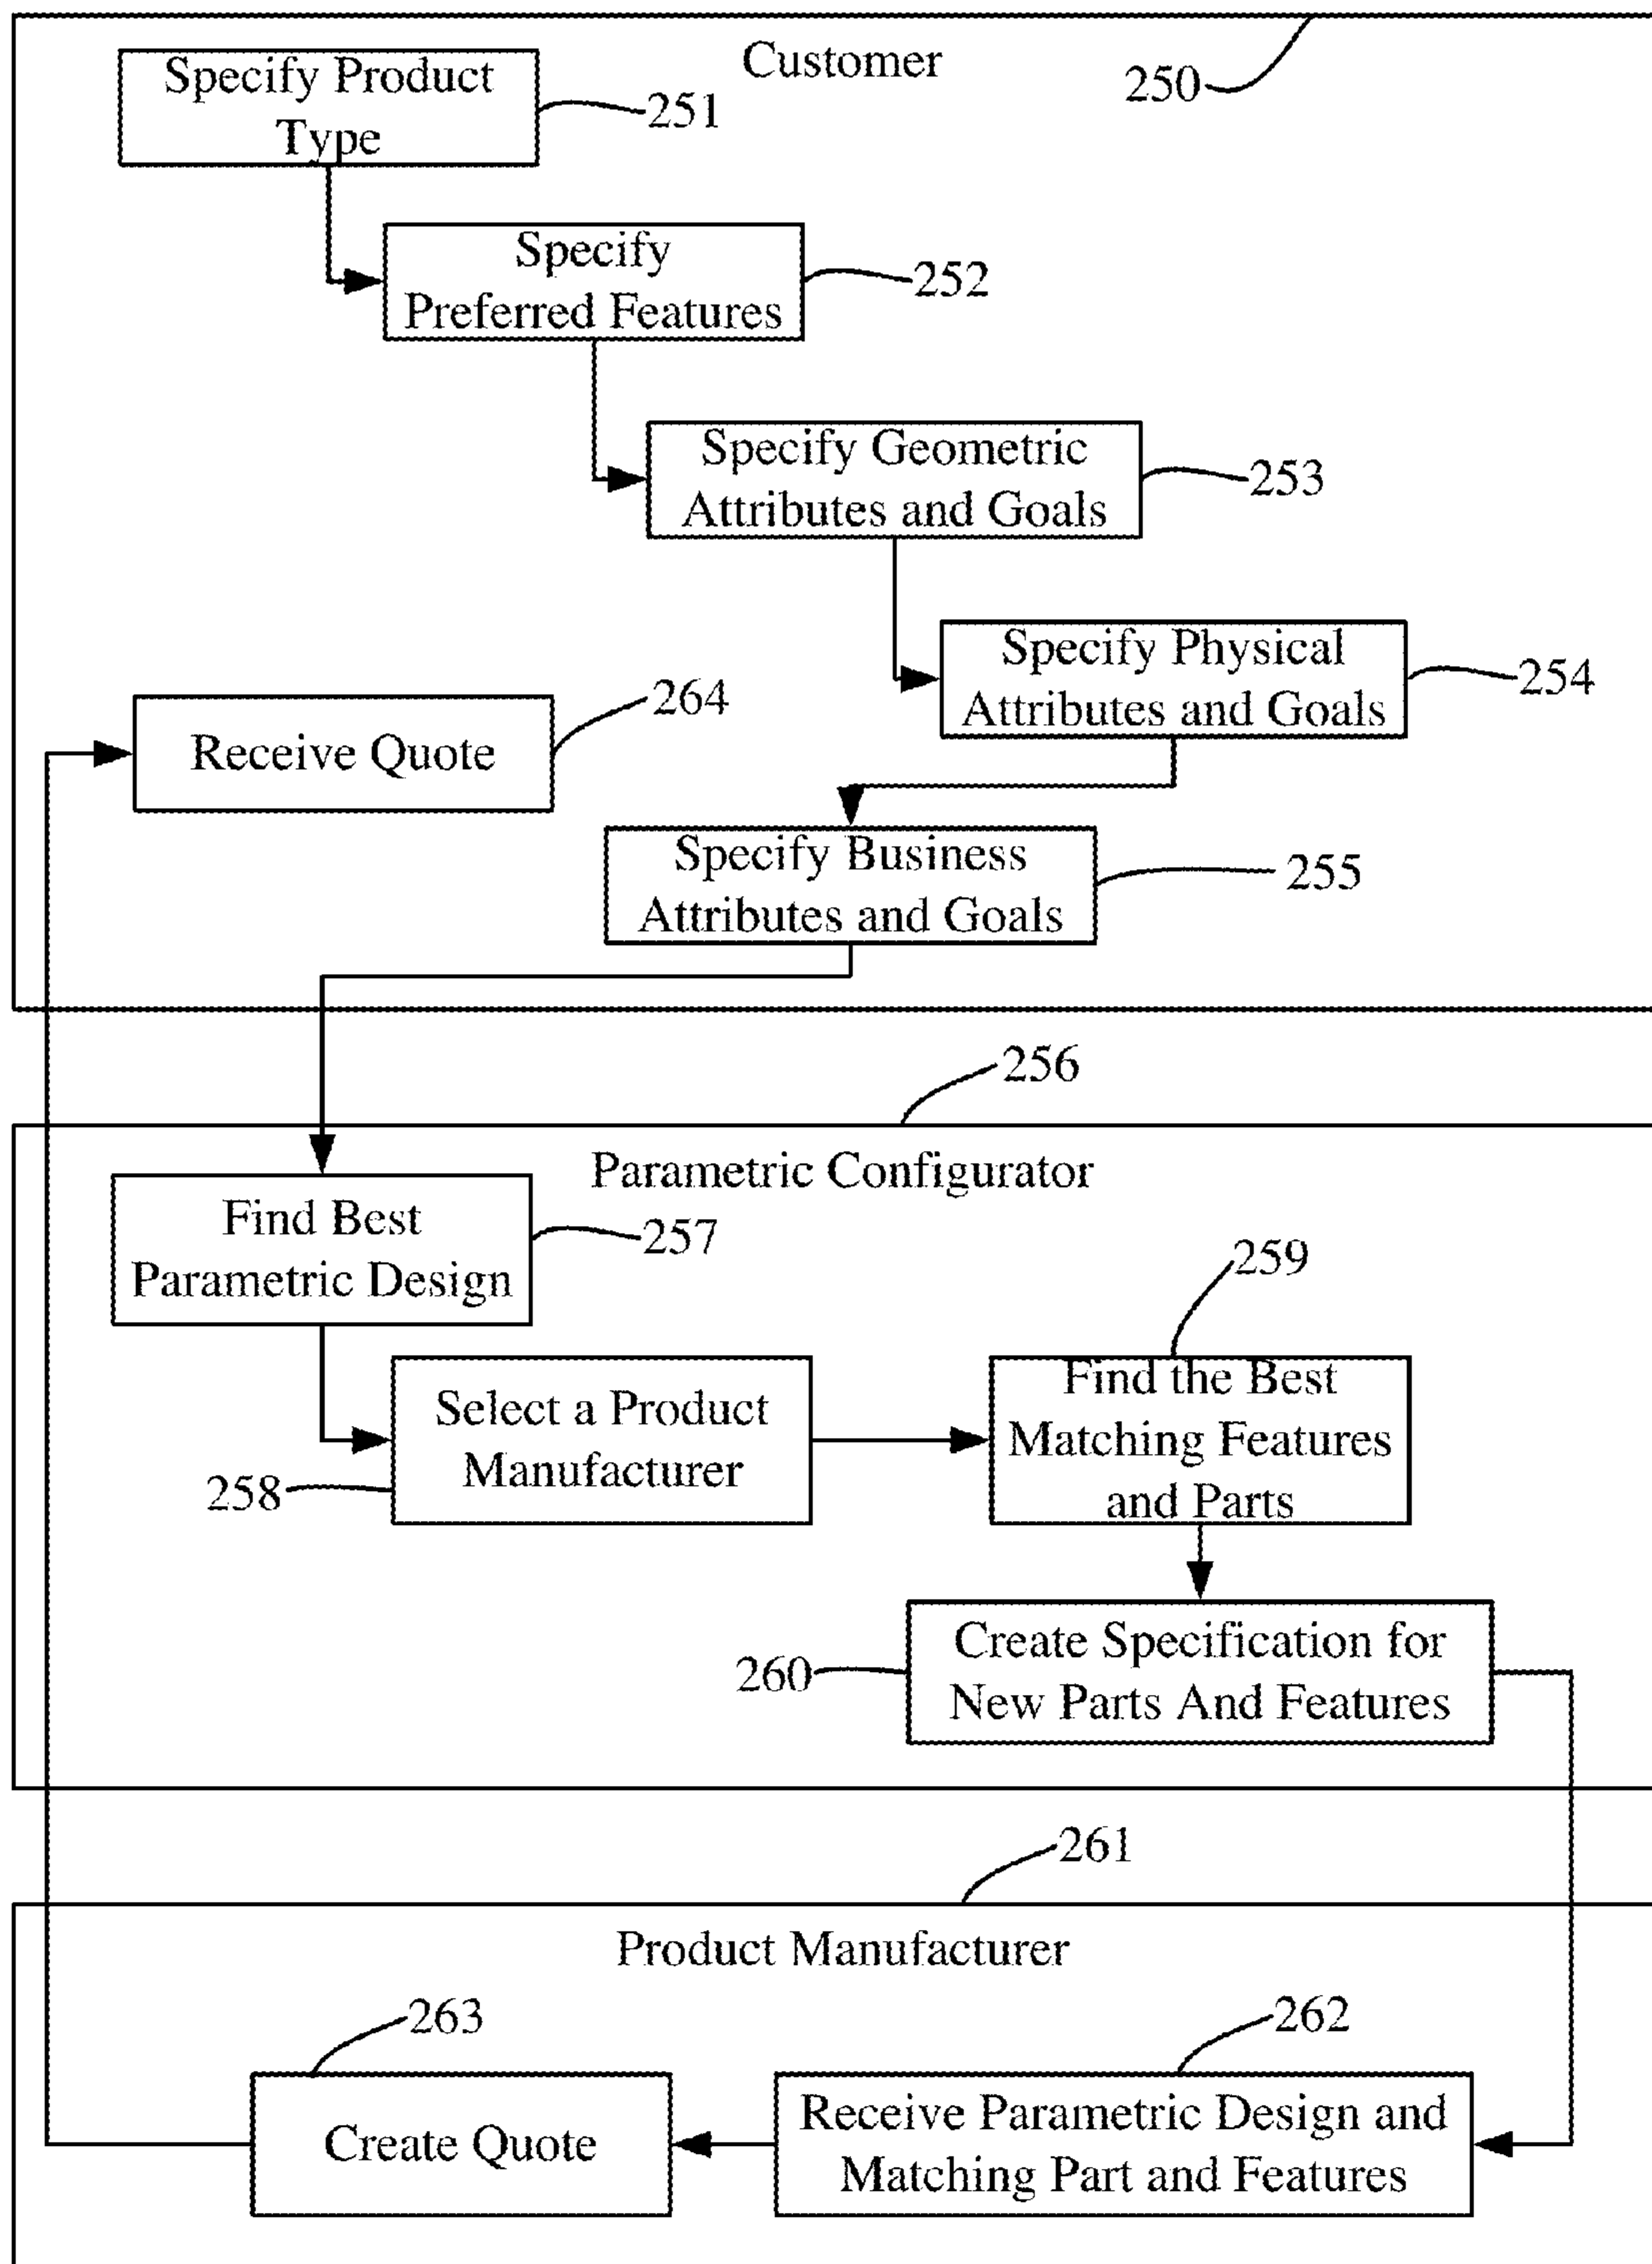 Customer
250
Specify Product
Type
251
Specify
Preferred Features
252
Specify Geometric
Attributes and Goals
253
Specify Physical
Attributes and Goals
254
264
Receive Quote
Specify Business
Attributes and Goals
255
256
Parametric Configurator
Find Best
Parametric Design
257
259
Select a Product
Manufacturer
258
Find the Best
Matching Features
and Parts
260
Create Specification for
New Parts And Features
261
Product Manufacturer
263
262
Create Quote
Receive Parametric Design and
Matching Part and Features